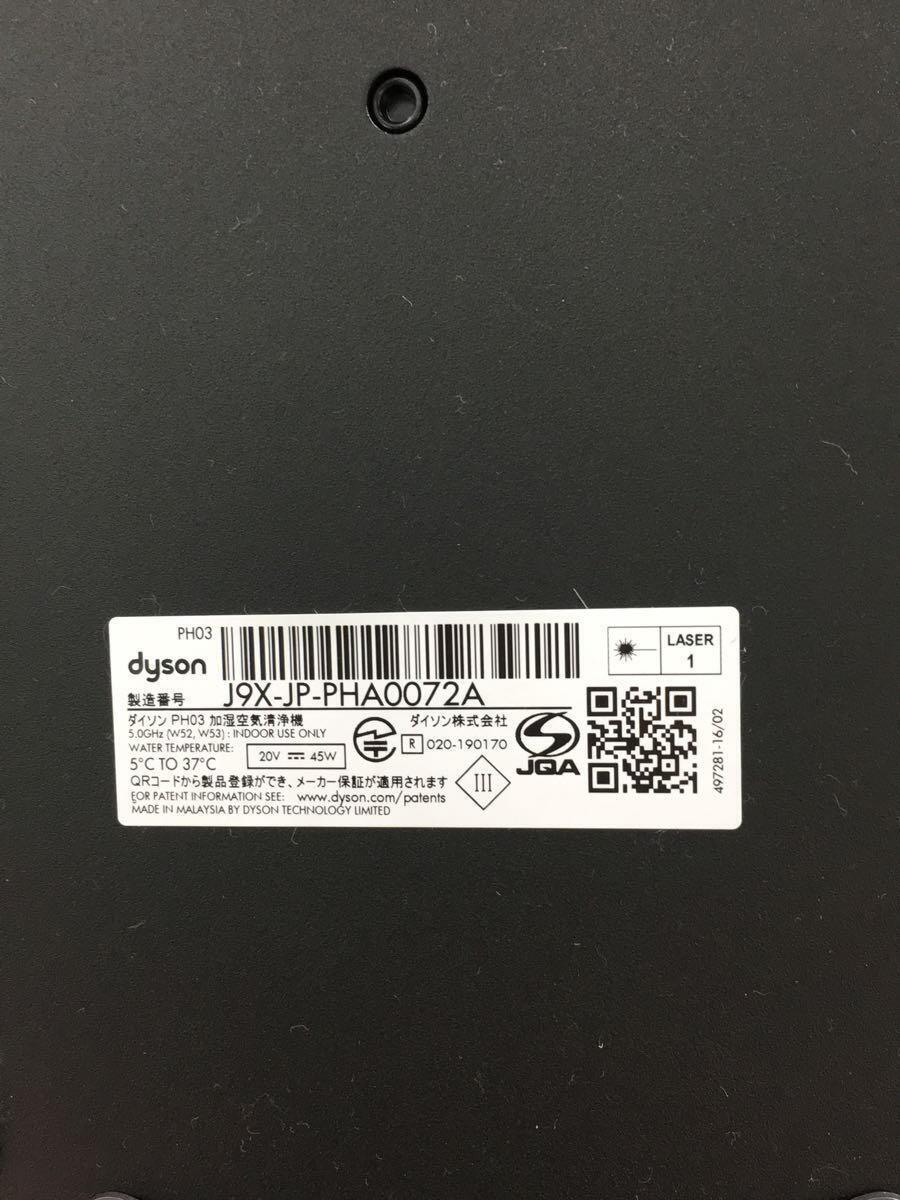 PH03
dyson
LASER
1
製造番号 J9X-JP-PHA0072A
ダイソン PH03 加湿空気清浄機 ダイソン株式会社
5.0GHz (W52, W53) : INDOOR USE ONLY
R 020-190170
WATER TEMPERATURE:
5°C TO 37°C
20V 45W
JQA
QRコードから製品登録ができ、メーカー保証が適用されます
III
FOR PATENT INFORMATION SEE: www.dyson.com/patents
MADE IN MALAYSIA BY DYSON TECHNOLOGY LIMITED
497281-16/02